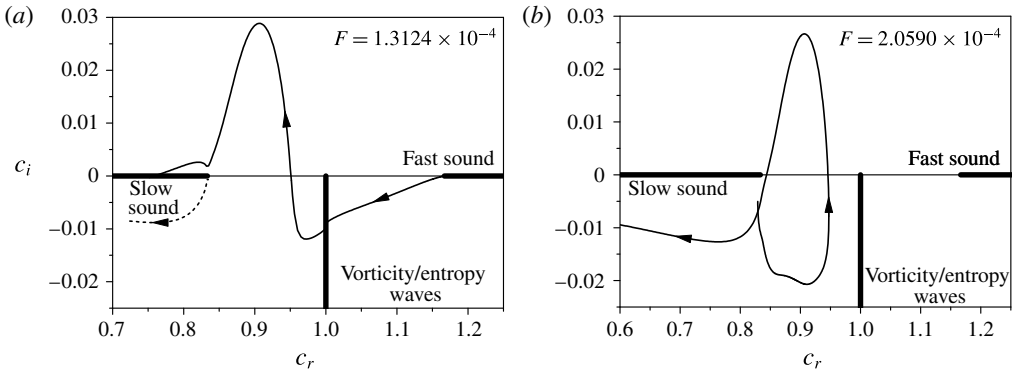 (a)
0.03
0.02
0.01
0
–0.01
–0.02
c_i
F = 1.3124 × 10⁻⁴
Fast sound
Slow
sound
Vorticity/entropy
waves
0.7 0.8 0.9 1.0 1.1 1.2
c_r
(b)
0.03
0.02
0.01
0
–0.01
–0.02
F = 2.0590 × 10⁻⁴
Fast sound
Slow sound
Vorticity/entropy
waves
0.6 0.7 0.8 0.9 1.0 1.1 1.2
c_r